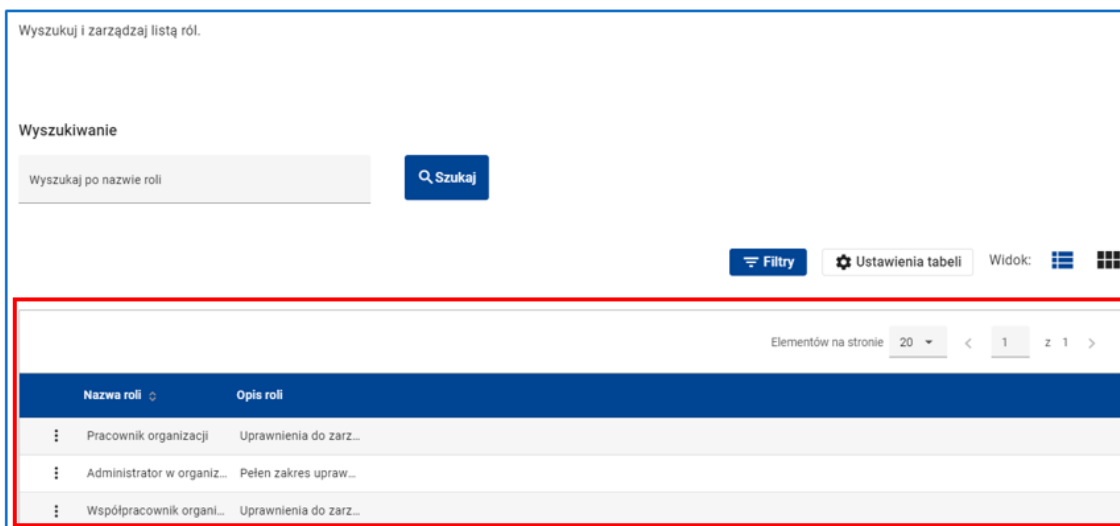 Wyszukuj i zarządzaj listą ról.
Wyszukiwanie
Wyszukaj po nazwie roli
Szukaj
Filtry
Ustawienia tabeli
Widok:
Elementów na stronie 20 < 1 z 1 >
Nazwa roli Opis roli
Pracownik organizacji Uprawnienia do zarz...
Administrator w organiz... Pełen zakres upraw...
Współpracownik organi... Uprawnienia do zarz...